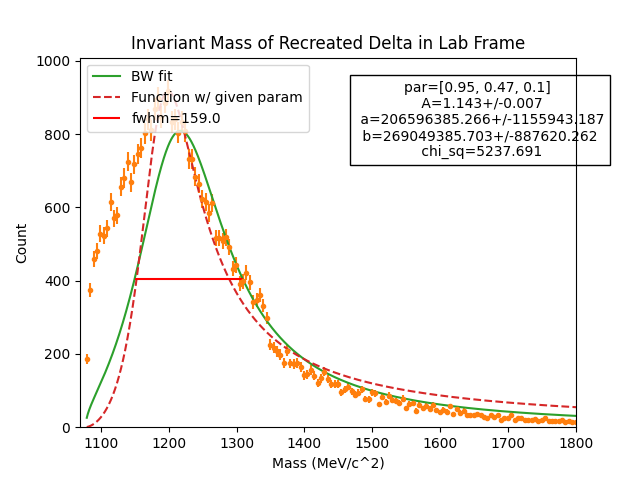 Invariant Mass of Recreated Delta in Lab Frame
BW fit
Function w/ given param
fwhm=159.0
par=[0.95, 0.47, 0.1]
A=1.143+/-0.007
a=206596385.266+/-1155943.187
b=269049385.703+/-887620.262
chi_sq=5237.691
Count
1000
800
600
400
200
0
1100 1200 1300 1400 1500 1600 1700 1800
Mass (MeV/c^2)